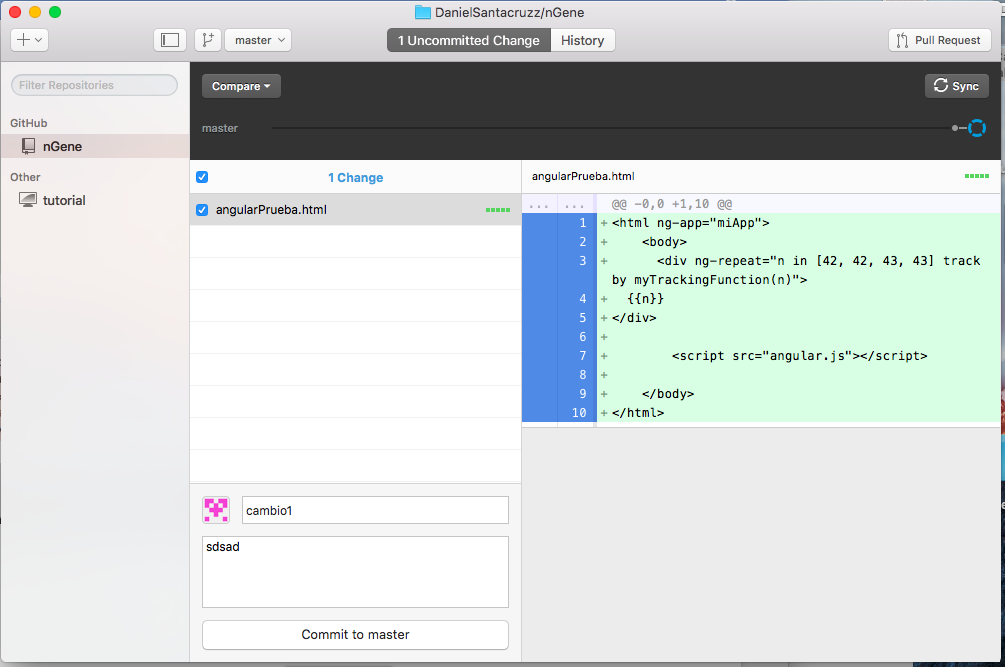 DanielSantacruzz/nGene
master
1 Uncommitted Change
History
Pull Request
Filter Repositories
GitHub
nGene
Other
tutorial
Compare
Sync
master
1 Change
angularPrueba.html
cambio1
sdsad
Commit to master
angularPrueba.html
... ... @@ -0,0 +1,10 @@
1 +<html ng-app="miApp">
2 + <body>
3 + <div ng-repeat="n in [42, 42, 43, 43] track
by myTrackingFunction(n)">
4 + {{n}}
5 +</div>
6 +
7 + <script src="angular.js"></script>
8 +
9 + </body>
10 +</html>